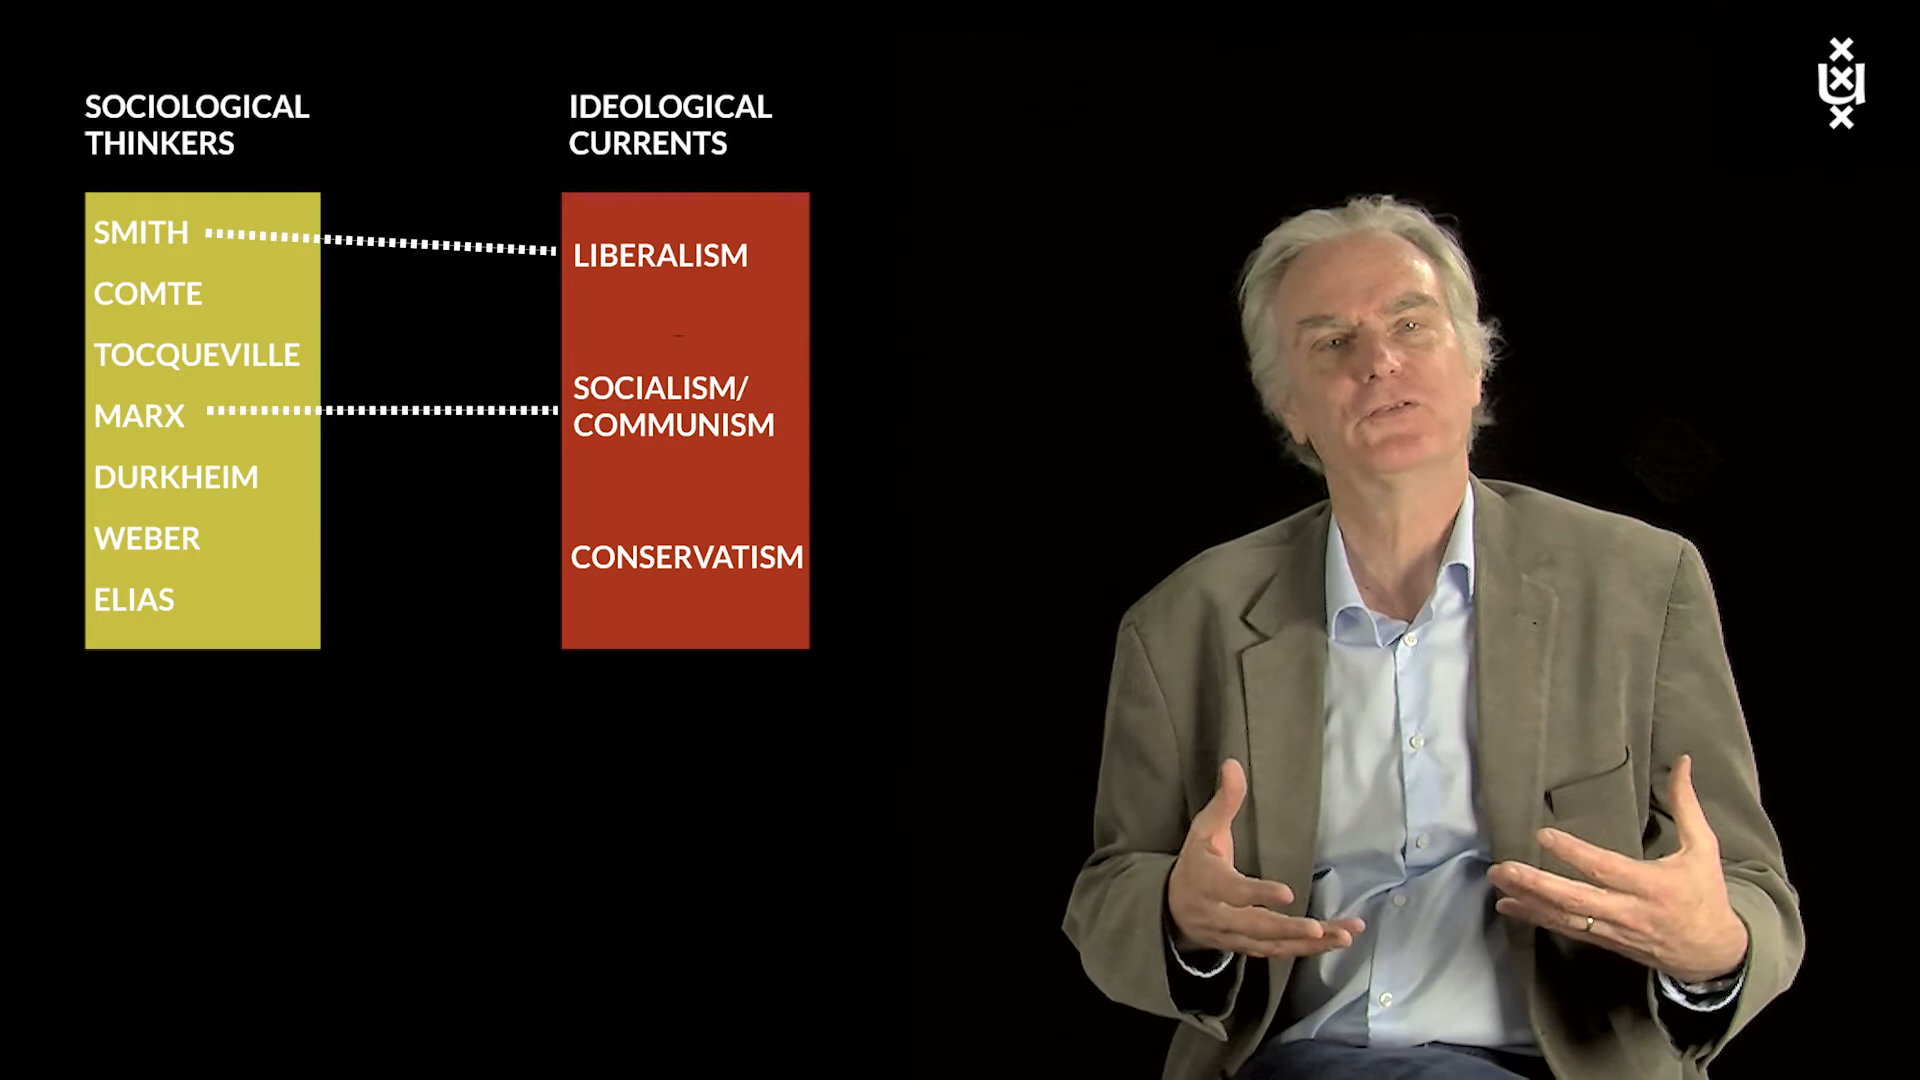 SOCIOLOGICAL
THINKERS
SMITH
COMTE
TOCQUEVILLE
MARX
DURKHEIM
WEBER
ELIAS
IDEOLOGICAL
CURRENTS
LIBERALISM
SOCIALISM/
COMMUNISM
CONSERVATISM